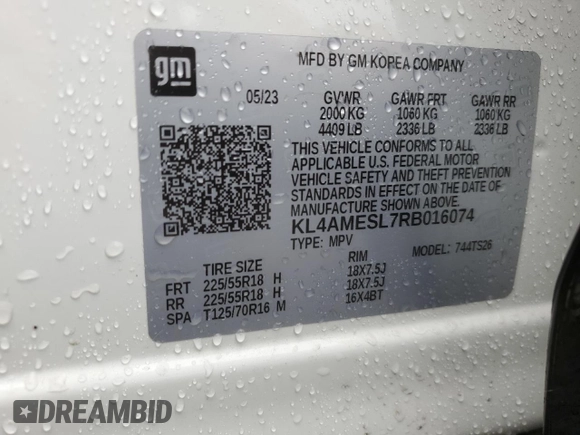 gm
MFD BY GM KOREA COMPANY
05/23 GVWR GAWR FRT GAWR RR
2000 KG 1060 KG 1060 KG
4409 LB 2336 LB 2336 LB
THIS VEHICLE CONFORMS TO ALL
APPLICABLE U.S. FEDERAL MOTOR
VEHICLE SAFETY AND THEFT PREVENTION
STANDARDS IN EFFECT ON THE DATE OF
MANUFACTURE SHOWN ABOVE.
KL4AMESL7RB016074
TYPE: MPV MODEL: 744TS26
TIRE SIZE RIM
FRT 225/55R18 H 18X7.5J
RR 225/55R18 H 18X7.5J
SPA T125/70R16 M 16X4BT
DREAMBID